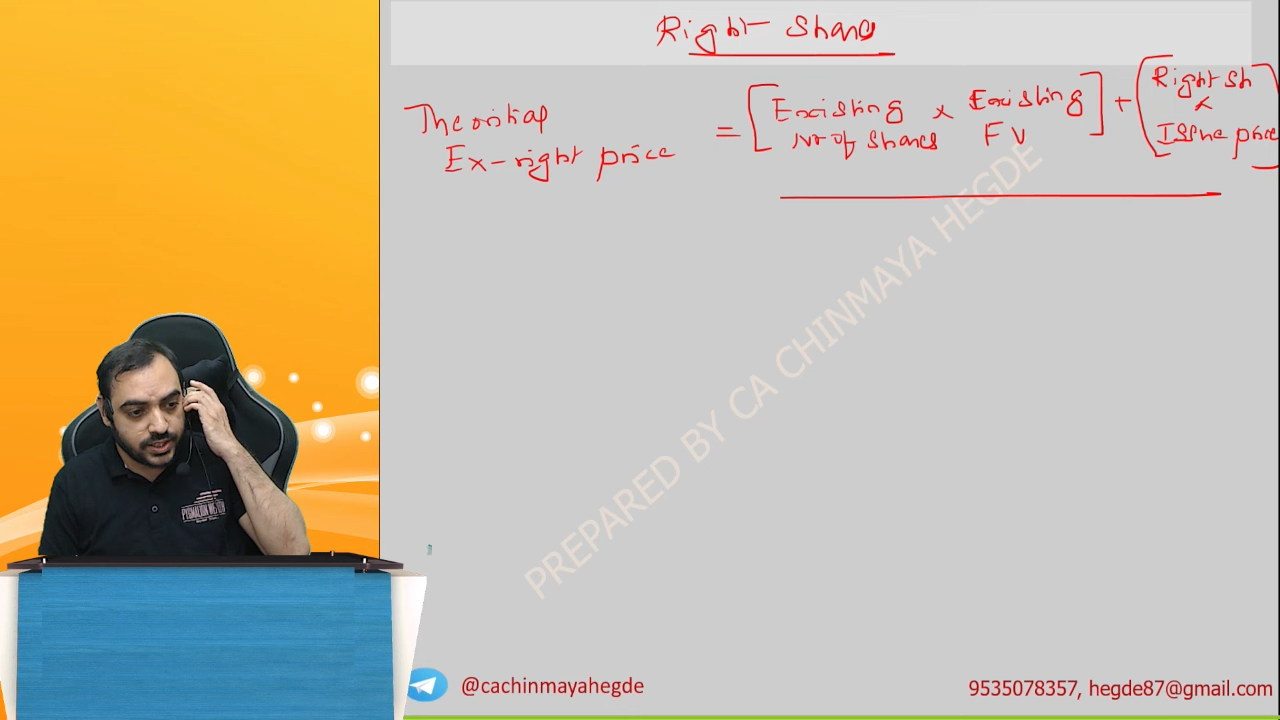 Right Share
Theoritial
Ex-right price
= [Existing Nr of shares × Existing FV] + (Right sh × Issue price)
PREPARED BY CA CHINMAYA HEGDE
@cachinmayahegde
9535078357, hegde87@gmail.com